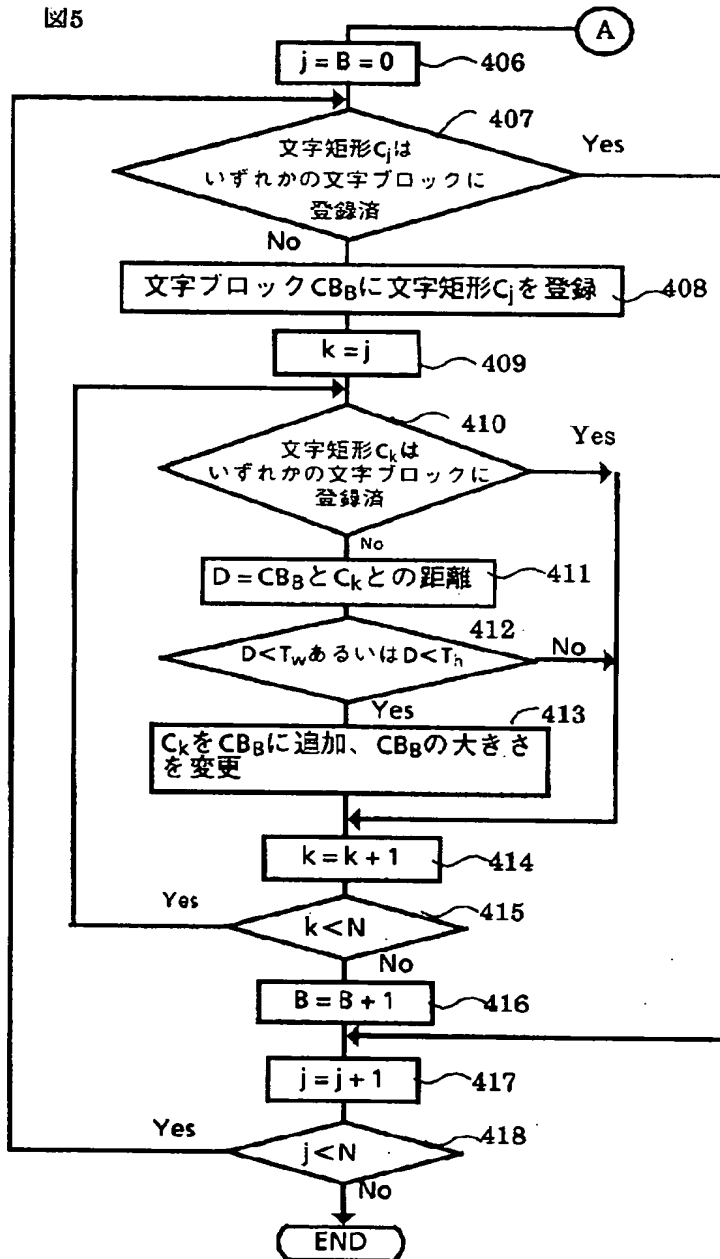 図5
A
j = B = 0
406
407
文字矩形Cjは
いずれかの文字ブロックに
登録済
Yes
No
文字ブロックCBBに文字矩形Cjを登録
408
k = j
409
410
文字矩形Ckは
いずれかの文字ブロックに
登録済
Yes
No
D = CBBとCkとの距離
411
412
D<TwあるいはD<Th
No
Yes
413
CkをCBBに追加、CBBの大きさ
を変更
k = k + 1
414
Yes
415
k < N
No
B = B + 1
416
j = j + 1
417
Yes
418
j < N
No
END